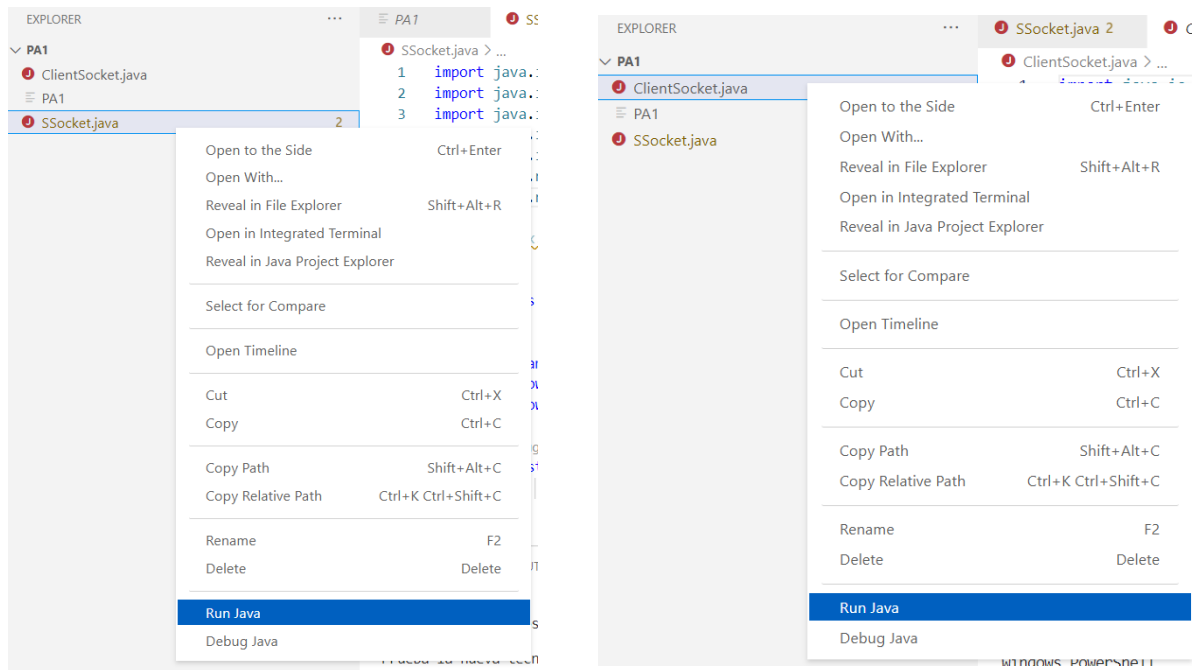 EXPLORER ...
PA1
ClientSocket.java
PA1
SSocket.java 2
PA1
SSocket.java > ...
1 import java.
2 import java.
3 import java.
Open to the Side Ctrl+Enter
Open With...
Reveal in File Explorer Shift+Alt+R
Open in Integrated Terminal
Reveal in Java Project Explorer
Select for Compare
Open Timeline
Cut Ctrl+X
Copy Ctrl+C
Copy Path Shift+Alt+C
Copy Relative Path Ctrl+K Ctrl+Shift+C
Rename F2
Delete Delete
Run Java
Debug Java
EXPLORER ...
PA1
ClientSocket.java
PA1
SSocket.java
SSocket.java 2
ClientSocket.java > ...
Open to the Side Ctrl+Enter
Open With...
Reveal in File Explorer Shift+Alt+R
Open in Integrated Terminal
Reveal in Java Project Explorer
Select for Compare
Open Timeline
Cut Ctrl+X
Copy Ctrl+C
Copy Path Shift+Alt+C
Copy Relative Path Ctrl+K Ctrl+Shift+C
Rename F2
Delete Delete
Run Java
Debug Java
Windows PowerShell